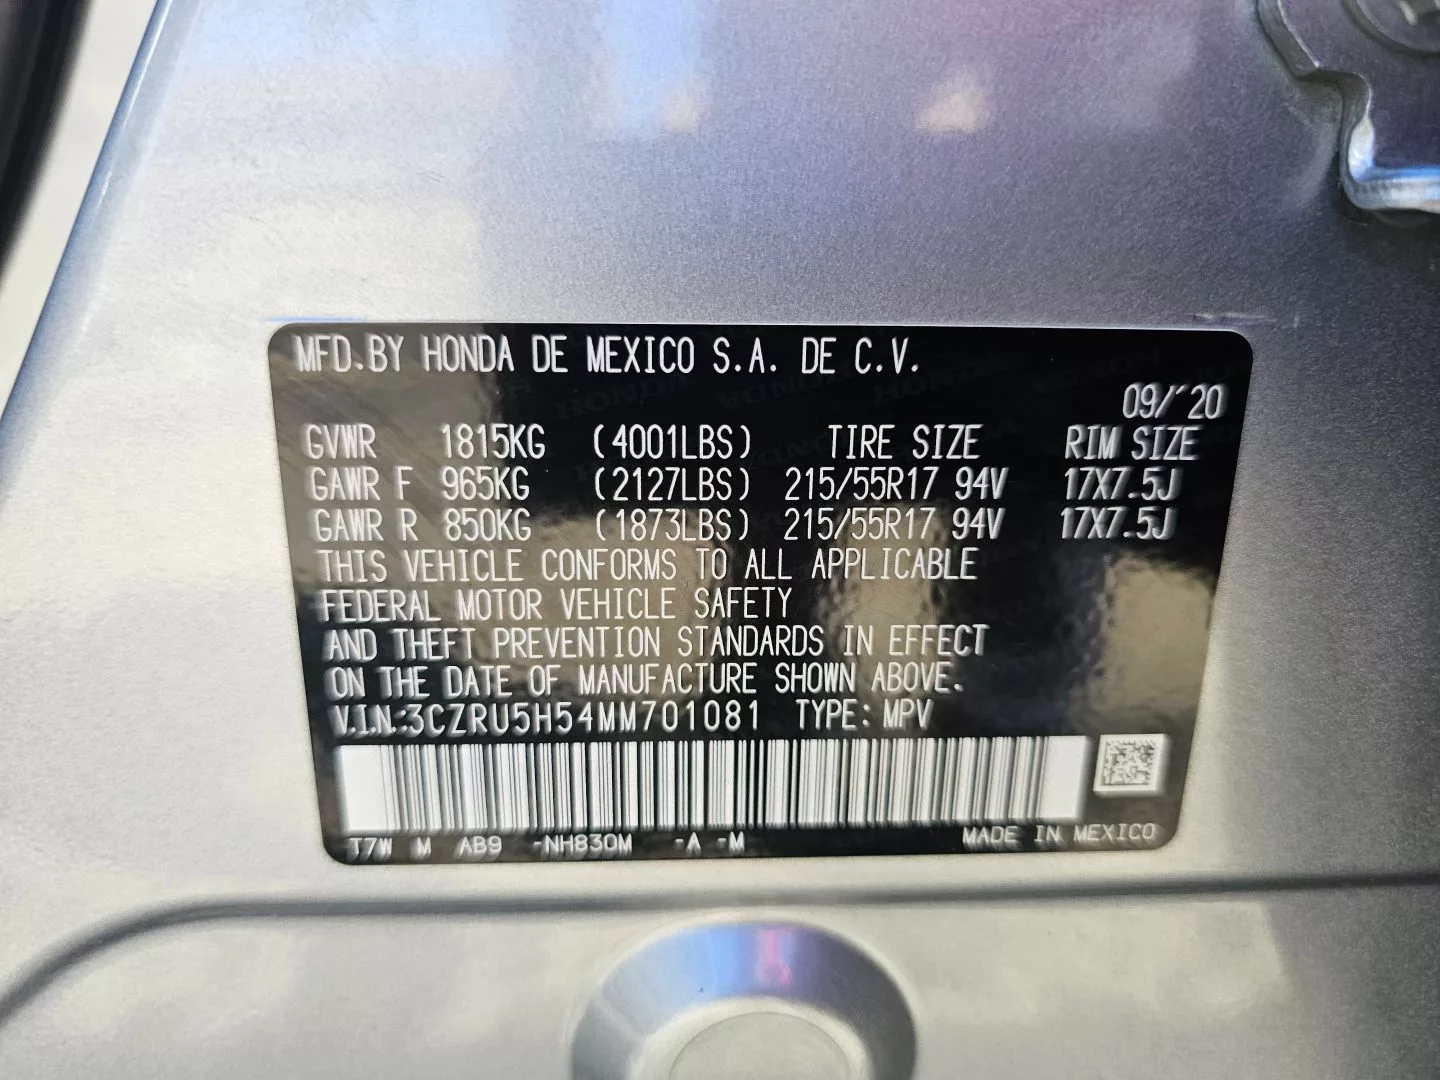 MFD.BY HONDA DE MEXICO S.A. DE C.V.
09/'20
GVWR 1815KG (4001LBS) TIRE SIZE RIM SIZE
GAWR F 965KG (2127LBS) 215/55R17 94V 17X7.5J
GAWR R 850KG (1873LBS) 215/55R17 94V 17X7.5J
THIS VEHICLE CONFORMS TO ALL APPLICABLE
FEDERAL MOTOR VEHICLE SAFETY
AND THEFT PREVENTION STANDARDS IN EFFECT
ON THE DATE OF MANUFACTURE SHOWN ABOVE.
V.I.N.:3CZRU5H54MM701081 TYPE: MPV
T7W M AB9 -NH830M -A -M MADE IN MEXICO